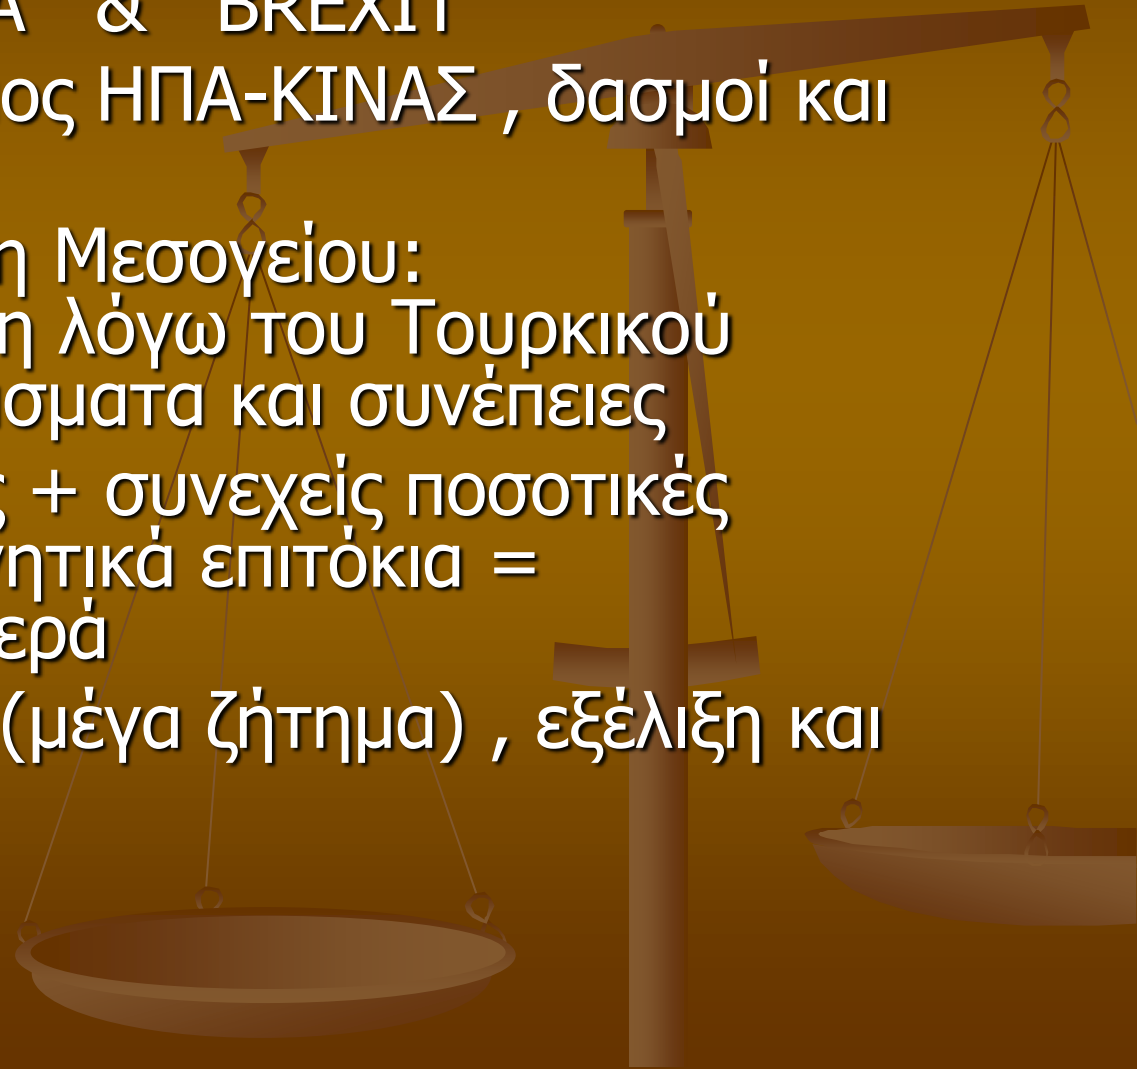 & BREXIT
ος ΗΠΑ-ΚΙΝΑΣ , δασμοί και
η Μεσογείου:
η λόγω του Τουρκικού
σματα και συνέπειες
ς + συνεχείς ποσοτικές
νητικά επιτόκια =
ερά
(μέγα ζήτημα) , εξέλιξη και